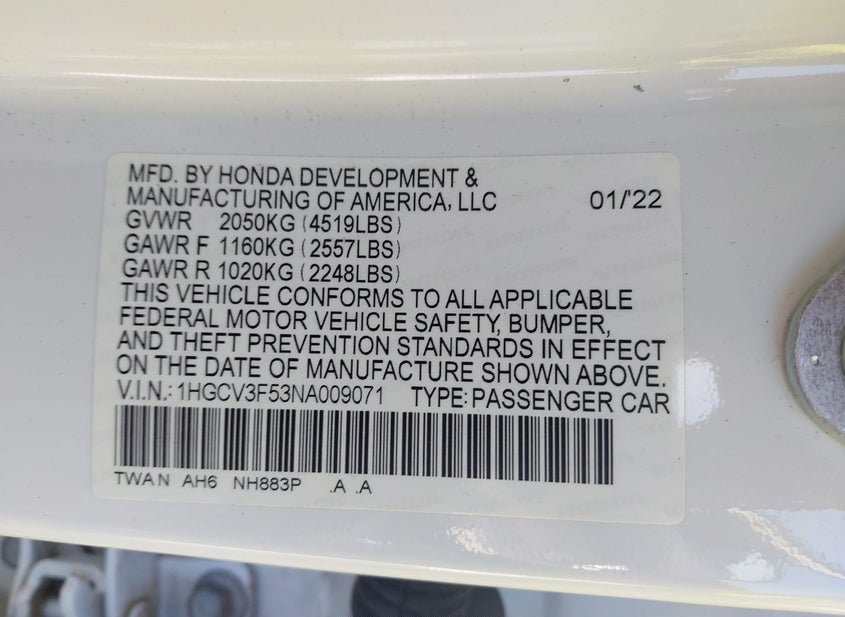 MFD. BY HONDA DEVELOPMENT &
MANUFACTURING OF AMERICA, LLC 01/'22
GVWR 2050KG (4519LBS)
GAWR F 1160KG (2557LBS)
GAWR R 1020KG (2248LBS)
THIS VEHICLE CONFORMS TO ALL APPLICABLE
FEDERAL MOTOR VEHICLE SAFETY, BUMPER,
AND THEFT PREVENTION STANDARDS IN EFFECT
ON THE DATE OF MANUFACTURE SHOWN ABOVE.
V.I.N.: 1HGCV3F53NA009071 TYPE: PASSENGER CAR
TWAN AH6 NH883P .A .A